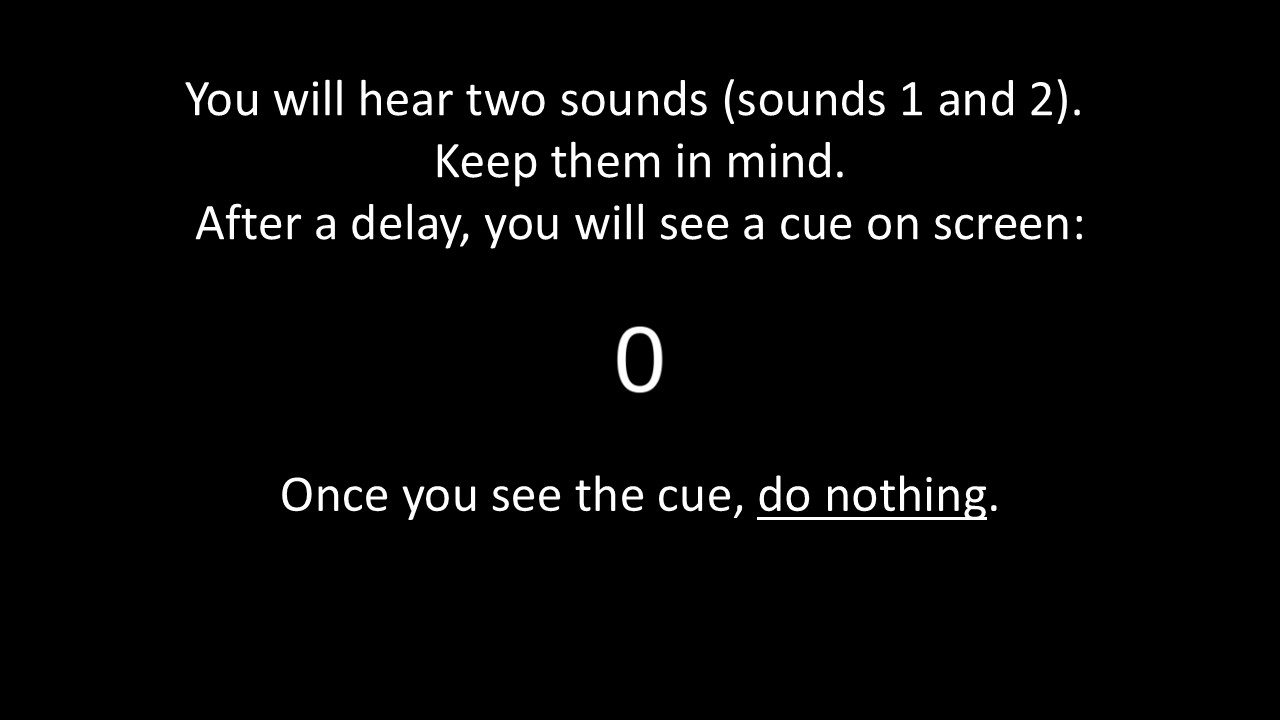 You will hear two sounds (sounds 1 and 2).
Keep them in mind.
After a delay, you will see a cue on screen:
0
Once you see the cue, do nothing.